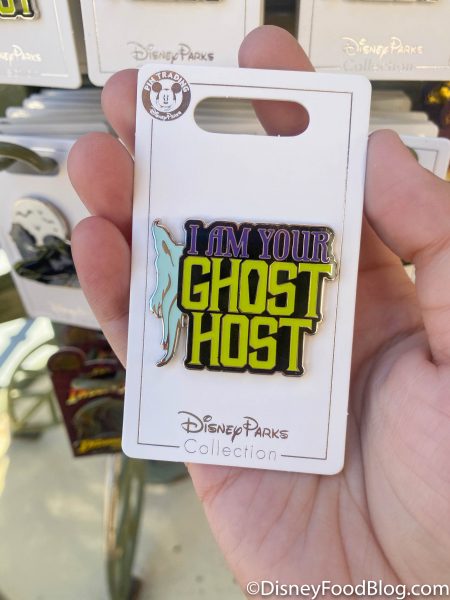 DISNEY PARKS
DISNEY PARKS
Collection
PIN TRADING
Disney Parks
I AM YOUR
GHOST
HOST
DISNEY PARKS
Collection
©DisneyFoodBlog.com